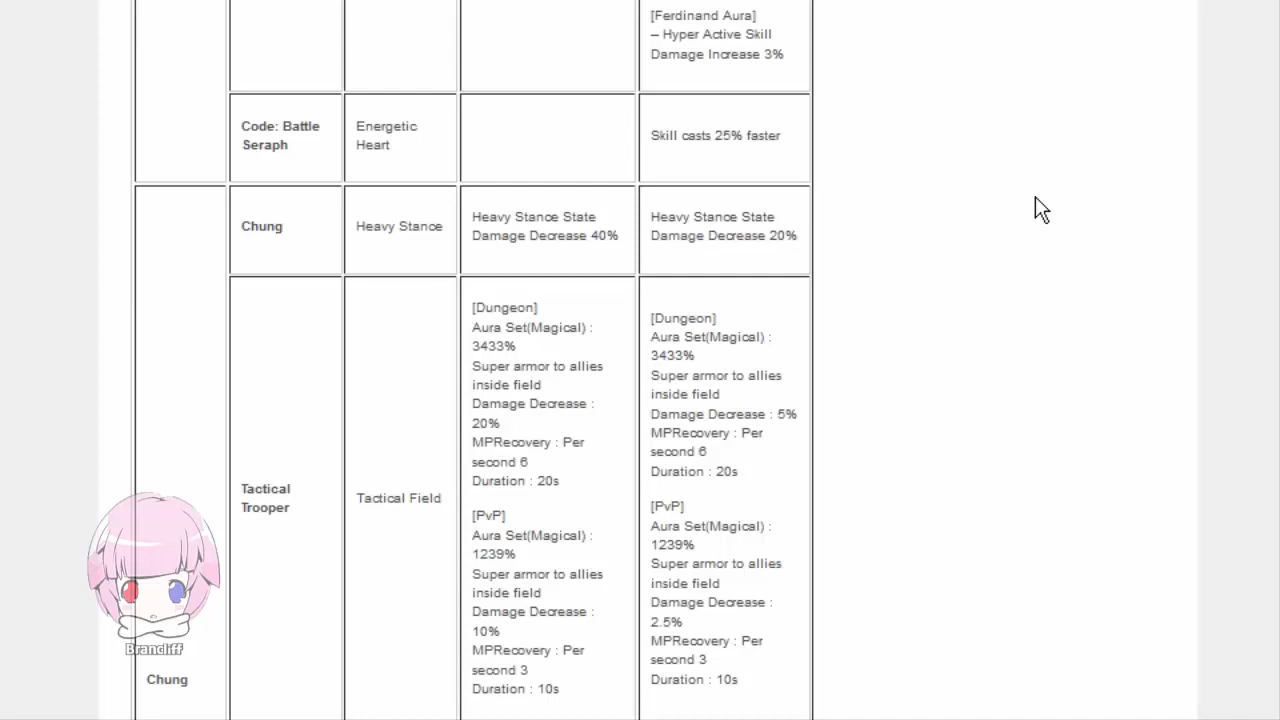 [Ferdinand Aura]
– Hyper Active Skill
Damage Increase 3%
Code: Battle
Seraph
Energetic
Heart
Skill casts 25% faster
Chung
Chung
Heavy Stance
Heavy Stance State
Damage Decrease 40%
Heavy Stance State
Damage Decrease 20%
Tactical
Trooper
Tactical Field
[Dungeon]
Aura Set(Magical) :
3433%
Super armor to allies
inside field
Damage Decrease :
20%
MPRecovery : Per
second 6
Duration : 20s
[PvP]
Aura Set(Magical) :
1239%
Super armor to allies
inside field
Damage Decrease :
10%
MPRecovery : Per
second 3
Duration : 10s
[Dungeon]
Aura Set(Magical) :
3433%
Super armor to allies
inside field
Damage Decrease : 5%
MPRecovery : Per
second 6
Duration : 20s
[PvP]
Aura Set(Magical) :
1239%
Super armor to allies
inside field
Damage Decrease :
2.5%
MPRecovery : Per
second 3
Duration : 10s
Brancliff